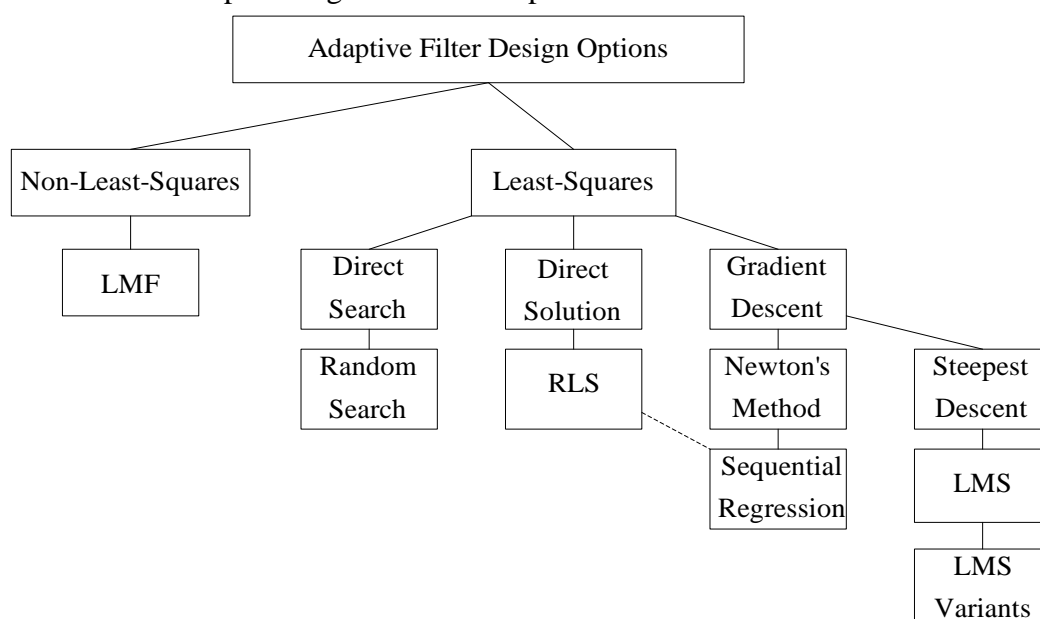 Adaptive Filter Design Options
Non-Least-Squares
Least-Squares
LMF
Direct
Search
Direct
Solution
Gradient
Descent
Random
Search
RLS
Newton's
Method
Steepest
Descent
Sequential
Regression
LMS
LMS
Variants